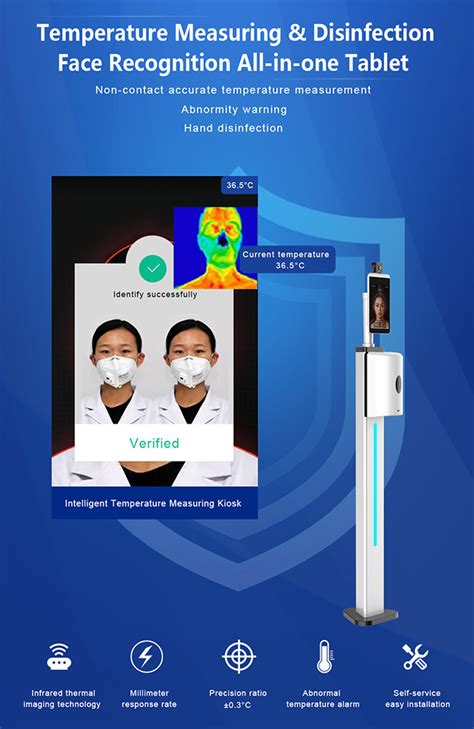 Temperature Measuring & Disinfection
Face Recognition All-in-one Tablet
Non-contact accurate temperature measurement
Abnormity warning
Hand disinfection
36.5°C
Current temperature
36.5°C
Identify successfully
Verified
Intelligent Temperature Measuring Kiosk
Infrared thermal
imaging technology
Millimeter
response rate
Precision ratio
±0.3°C
Abnormal
temperature alarm
Self-service
easy installation